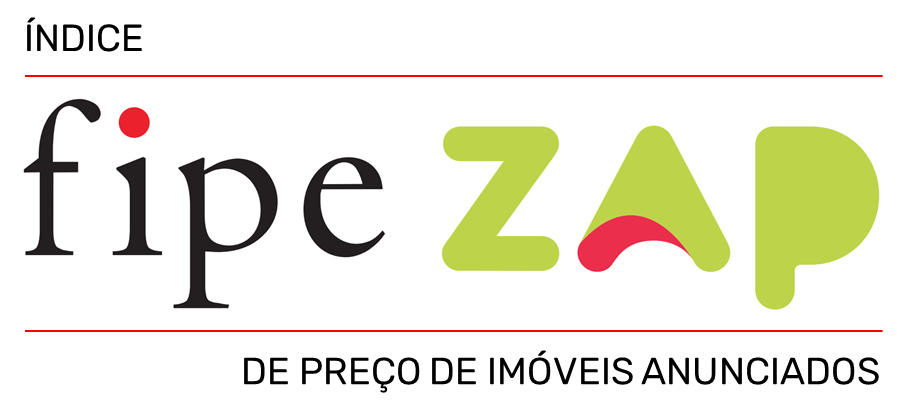 ÍNDICE
fipe ZAP
DE PREÇO DE IMÓVEIS ANUNCIADOS